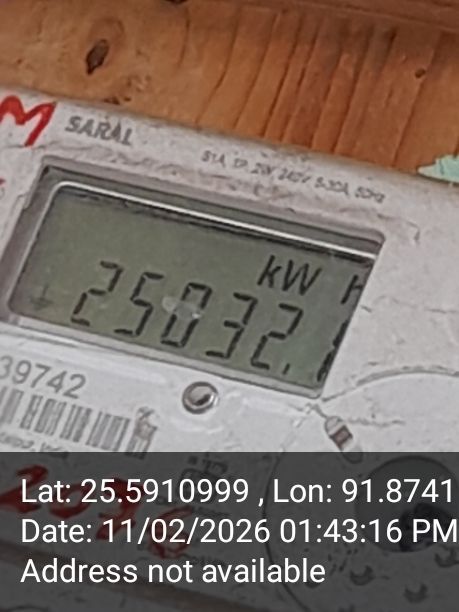 M
SARAL
kW H
25032.1
39742
Lat: 25.5910999 , Lon: 91.8741
Date: 11/02/2026 01:43:16 PM
Address not available